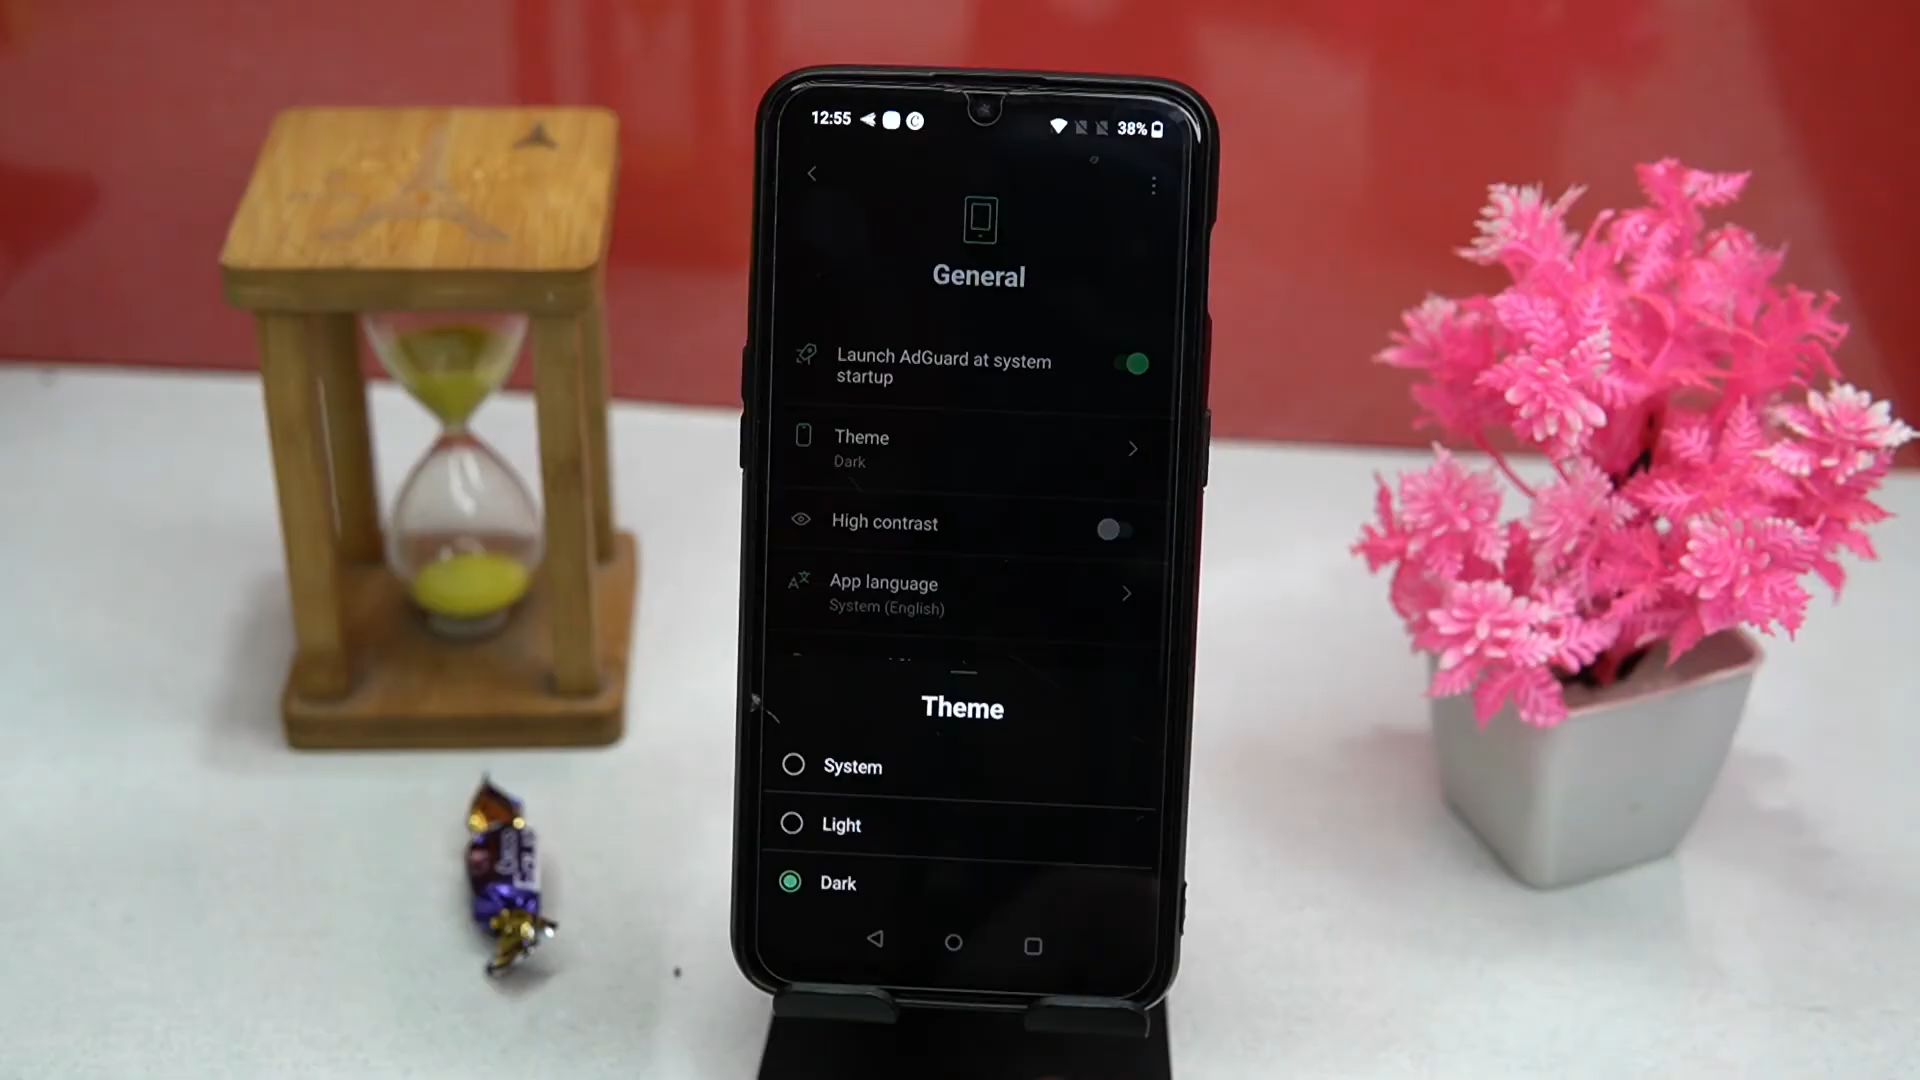 12:55
38%
General
Launch AdGuard at system
startup
Theme
Dark
High contrast
App language
System (English)
Theme
System
Light
Dark